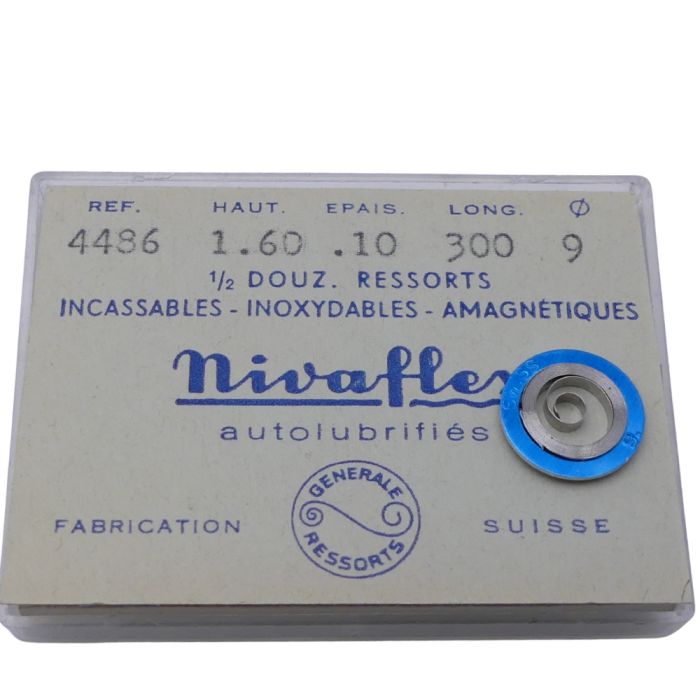 REF. HAUT. EPAIS. LONG. Ø
4486 1.60 .10 300 9
1/2 DOUZ. RESSORTS
INCASSABLES - INOXYDABLES - AMAGNÉTIQUES
nivaflex
autolubrifiés
GENERALE
RESSORTS
FABRICATION SUISSE